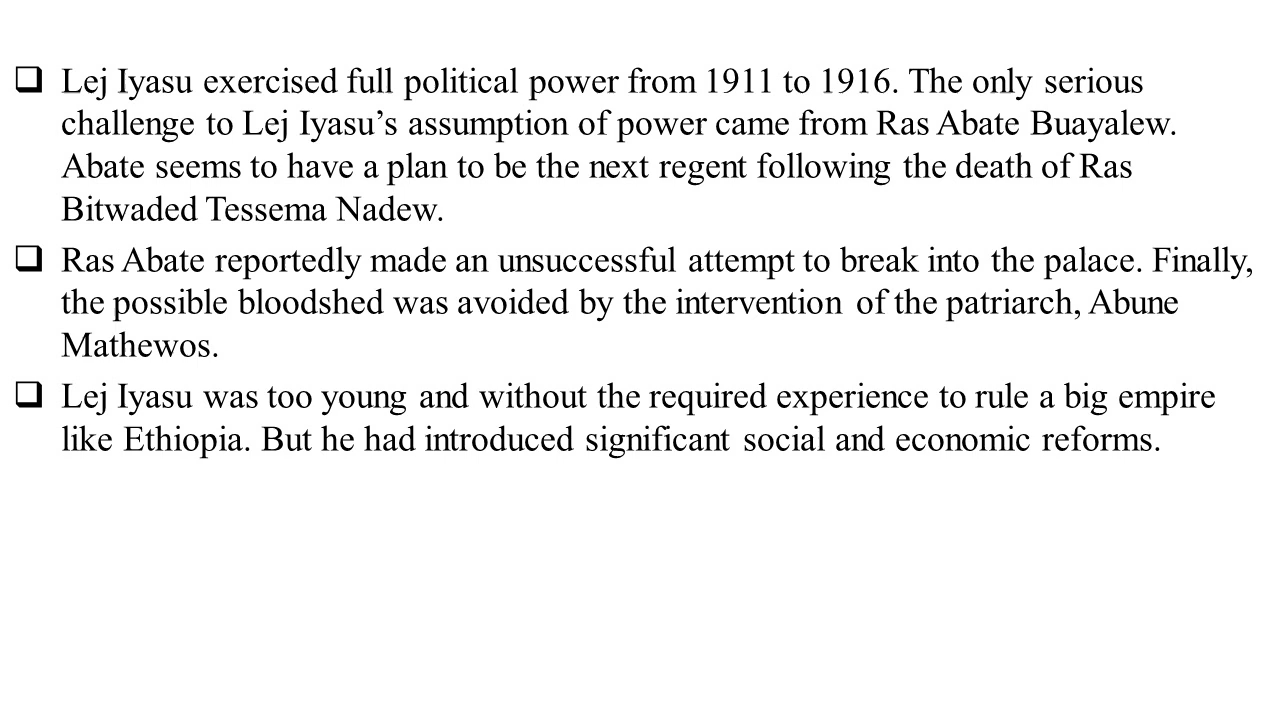 ❑ Lej Iyasu exercised full political power from 1911 to 1916. The only serious
challenge to Lej Iyasu’s assumption of power came from Ras Abate Buayalew.
Abate seems to have a plan to be the next regent following the death of Ras
Bitwaded Tessema Nadew.
❑ Ras Abate reportedly made an unsuccessful attempt to break into the palace. Finally,
the possible bloodshed was avoided by the intervention of the patriarch, Abune
Mathewos.
❑ Lej Iyasu was too young and without the required experience to rule a big empire
like Ethiopia. But he had introduced significant social and economic reforms.